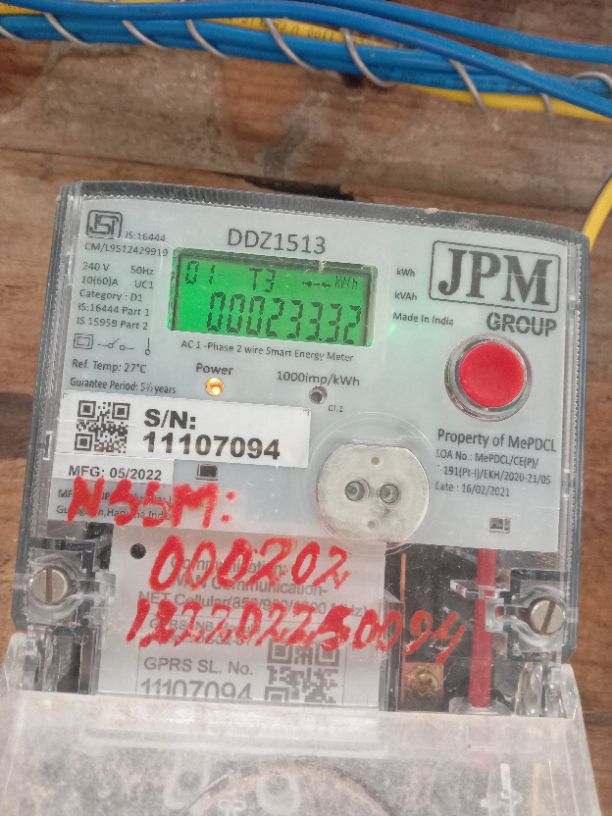 IS:16444
CM/L9512429919
DDZ1513
240 V 50Hz
10(60)A UC1
Category : D1
IS:16444 Part 1
IS 15959 Part 2
01 T3 kWh
00023332
kWh
kVAh
Made in India
JPM
GROUP
AC 1 -Phase 2 wire Smart Energy Meter
Ref. Temp: 27°C
Gurantee Period: 5½ years
Power
1000imp/kWh
Cl.1
S/N:
11107094
Property of MePDCL
LOA No.: MePDCL/CE(P)/
191(Pt-I)/EKH/2020-21/05
Date : 16/02/2021
MFG: 05/2022
NSDM:
000202
Communication-
GPRS SL. No.
11107094